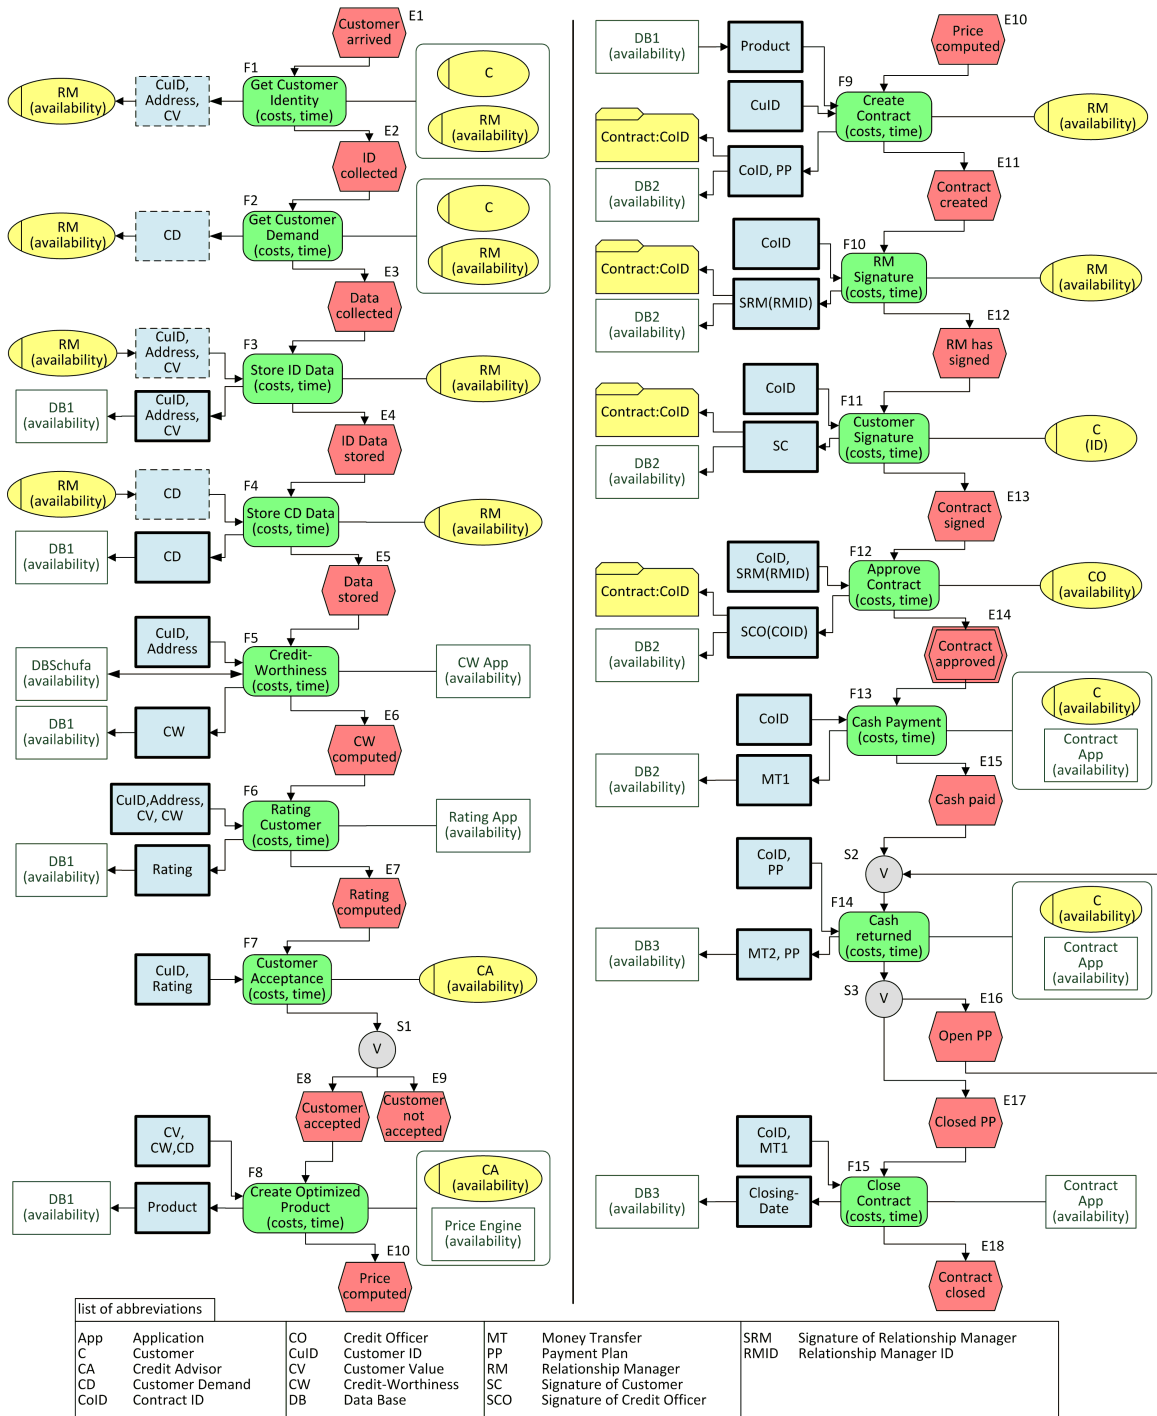 E1
Customer
arrived
F1
C
RM
(availability)
CuID,
Address,
CV
Get Customer
Identity
(costs, time)
RM
(availability)
E2
ID
collected
F2
C
RM
(availability)
CD
Get Customer
Demand
(costs, time)
RM
(availability)
E3
Data
collected
RM
(availability)
CuID,
Address,
CV
F3
Store ID Data
(costs, time)
RM
(availability)
DB1
(availability)
CuID,
Address,
CV
E4
ID Data
stored
RM
(availability)
CD
F4
Store CD Data
(costs, time)
RM
(availability)
DB1
(availability)
CD
E5
Data
stored
CuID,
Address
F5
DBSchufa
(availability)
Credit-
Worthiness
(costs, time)
CW App
(availability)
DB1
(availability)
CW
E6
CW
computed
CuID,Address,
CV, CW
F6
Rating
Customer
(costs, time)
Rating App
(availability)
DB1
(availability)
Rating
E7
Rating
computed
F7
CuID,
Rating
Customer
Acceptance
(costs, time)
CA
(availability)
S1
V
E8
E9
Customer
accepted
Customer
not
accepted
CV,
CW,CD
F8
CA
(availability)
DB1
(availability)
Product
Create Optimized
Product
(costs, time)
Price Engine
(availability)
E10
Price
computed
E10
Price
computed
DB1
(availability)
Product
F9
CuID
Create
Contract
(costs, time)
RM
(availability)
Contract:CoID
CoID, PP
DB2
(availability)
E11
Contract
created
CoID
F10
Contract:CoID
RM
Signature
(costs, time)
RM
(availability)
SRM(RMID)
DB2
(availability)
E12
RM has
signed
CoID
F11
Contract:CoID
Customer
Signature
(costs, time)
C
(ID)
SC
DB2
(availability)
E13
Contract
signed
CoID,
SRM(RMID)
F12
Contract:CoID
Approve
Contract
(costs, time)
CO
(availability)
SCO(COID)
DB2
(availability)
E14
Contract
approved
CoID
F13
Cash Payment
(costs, time)
C
(availability)
Contract
App
(availability)
DB2
(availability)
MT1
E15
Cash paid
CoID,
PP
S2
V
F14
Cash
returned
(costs, time)
C
(availability)
Contract
App
(availability)
DB3
(availability)
MT2, PP
S3
V
E16
Open PP
E17
Closed PP
CoID,
MT1
F15
DB3
(availability)
Closing-
Date
Close
Contract
(costs, time)
Contract
App
(availability)
E18
Contract
closed
list of abbreviations
App Application
C Customer
CA Credit Advisor
CD Customer Demand
CoID Contract ID
CO Credit Officer
CuID Customer ID
CV Customer Value
CW Credit-Worthiness
DB Data Base
MT Money Transfer
PP Payment Plan
RM Relationship Manager
SC Signature of Customer
SCO Signature of Credit Officer
SRM Signature of Relationship Manager
RMID Relationship Manager ID